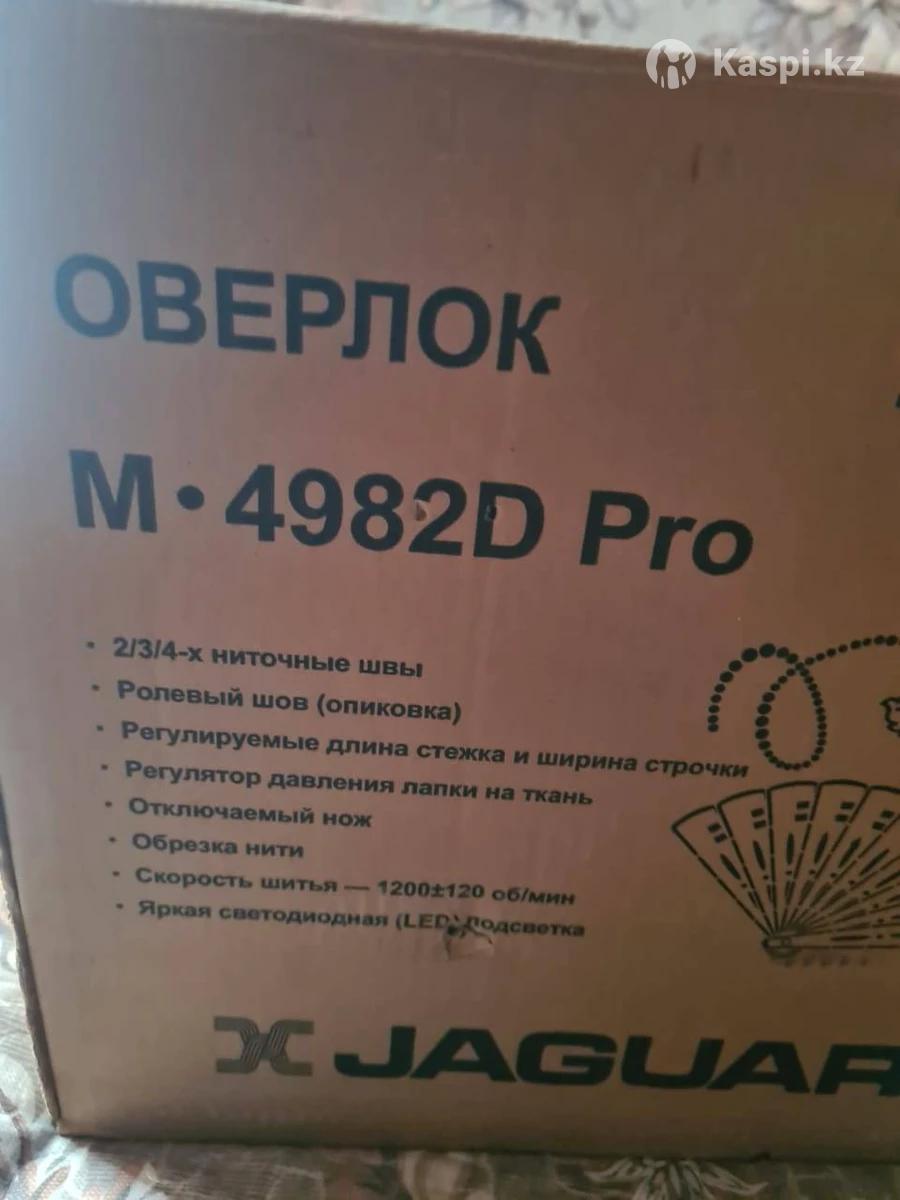 Kaspi.kz
ОВЕРЛОК
М·4982D Pro
· 2/3/4-х ниточные швы
· Ролевый шов (опиковка)
· Регулируемые длина стежка и ширина строчки
· Регулятор давления лапки на ткань
· Отключаемый нож
· Обрезка нити
· Скорость шитья — 1200±120 об/мин
· Яркая светодиодная (LED) подсветка
JAGUAR